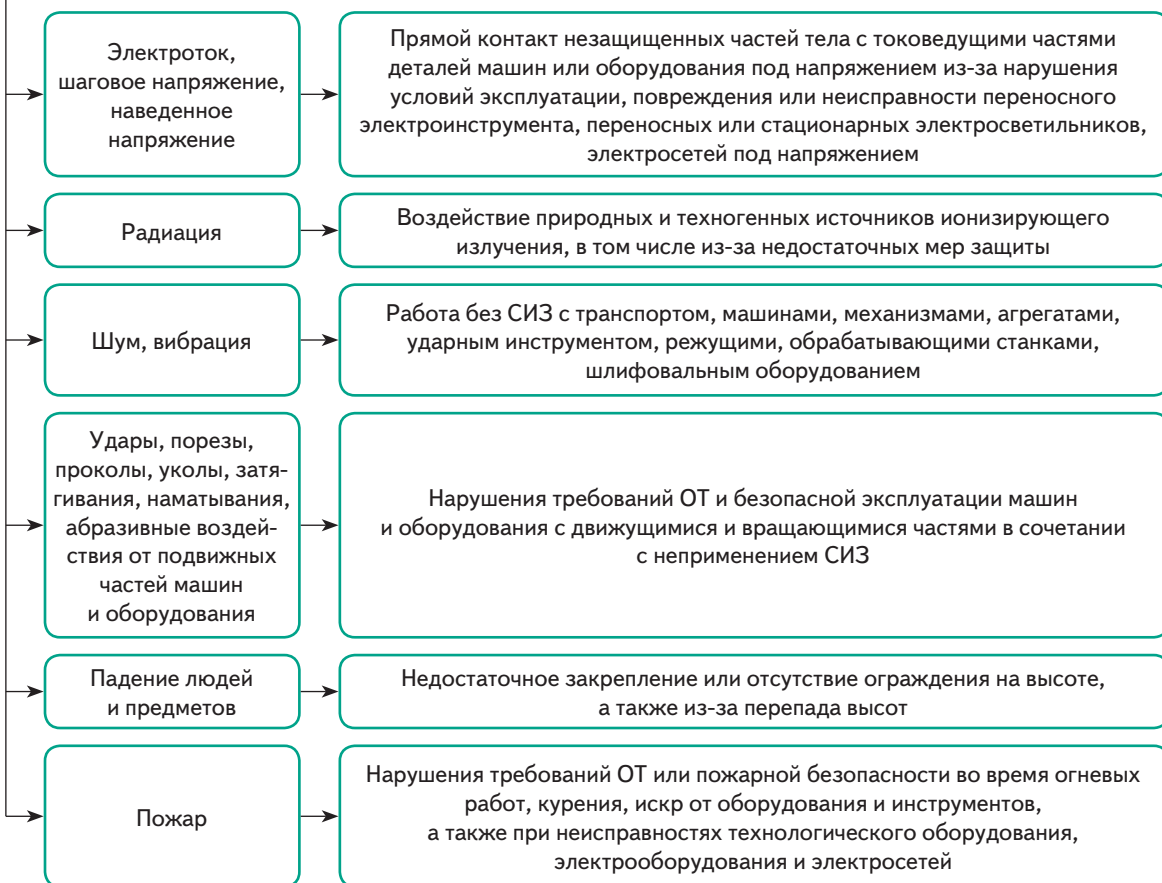 Электроток,
шаговое напряжение,
наведенное
напряжение
Прямой контакт незащищенных частей тела с токоведущими частями
деталей машин или оборудования под напряжением из-за нарушения
условий эксплуатации, повреждения или неисправности переносного
электроинструмента, переносных или стационарных электросветильников,
электросетей под напряжением
Радиация
Воздействие природных и техногенных источников ионизирующего
излучения, в том числе из-за недостаточных мер защиты
Шум, вибрация
Работа без СИЗ с транспортом, машинами, механизмами, агрегатами,
ударным инструментом, режущими, обрабатывающими станками,
шлифовальным оборудованием
Удары, порезы,
проколы, уколы, затя-
гивания, наматывания,
абразивные воздей-
ствия от подвижных
частей машин
и оборудования
Нарушения требований ОТ и безопасной эксплуатации машин
и оборудования с движущимися и вращающимися частями в сочетании
с неприменением СИЗ
Падение людей
и предметов
Недостаточное закрепление или отсутствие ограждения на высоте,
а также из-за перепада высот
Пожар
Нарушения требований ОТ или пожарной безопасности во время огневых
работ, курения, искр от оборудования и инструментов,
а также при неисправностях технологического оборудования,
электрооборудования и электросетей